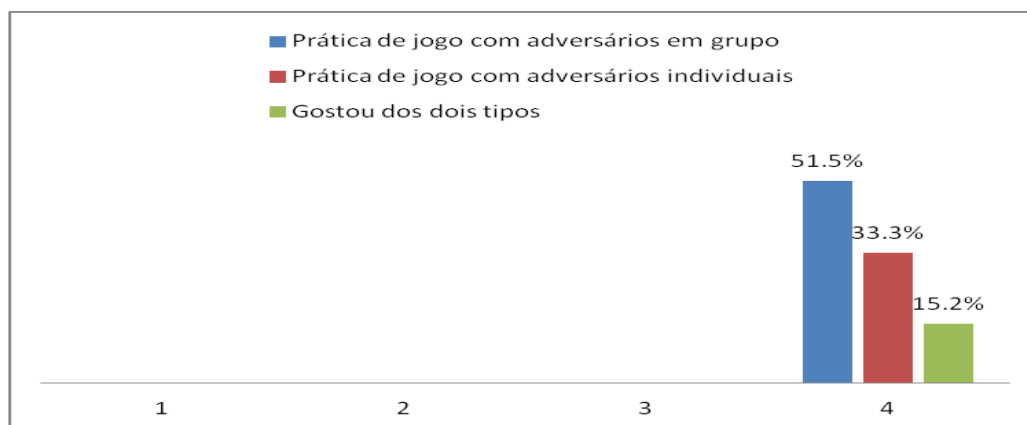 Prática de jogo com adversários em grupo
Prática de jogo com adversários individuais
Gostou dos dois tipos
51.5%
33.3%
15.2%
1 2 3 4